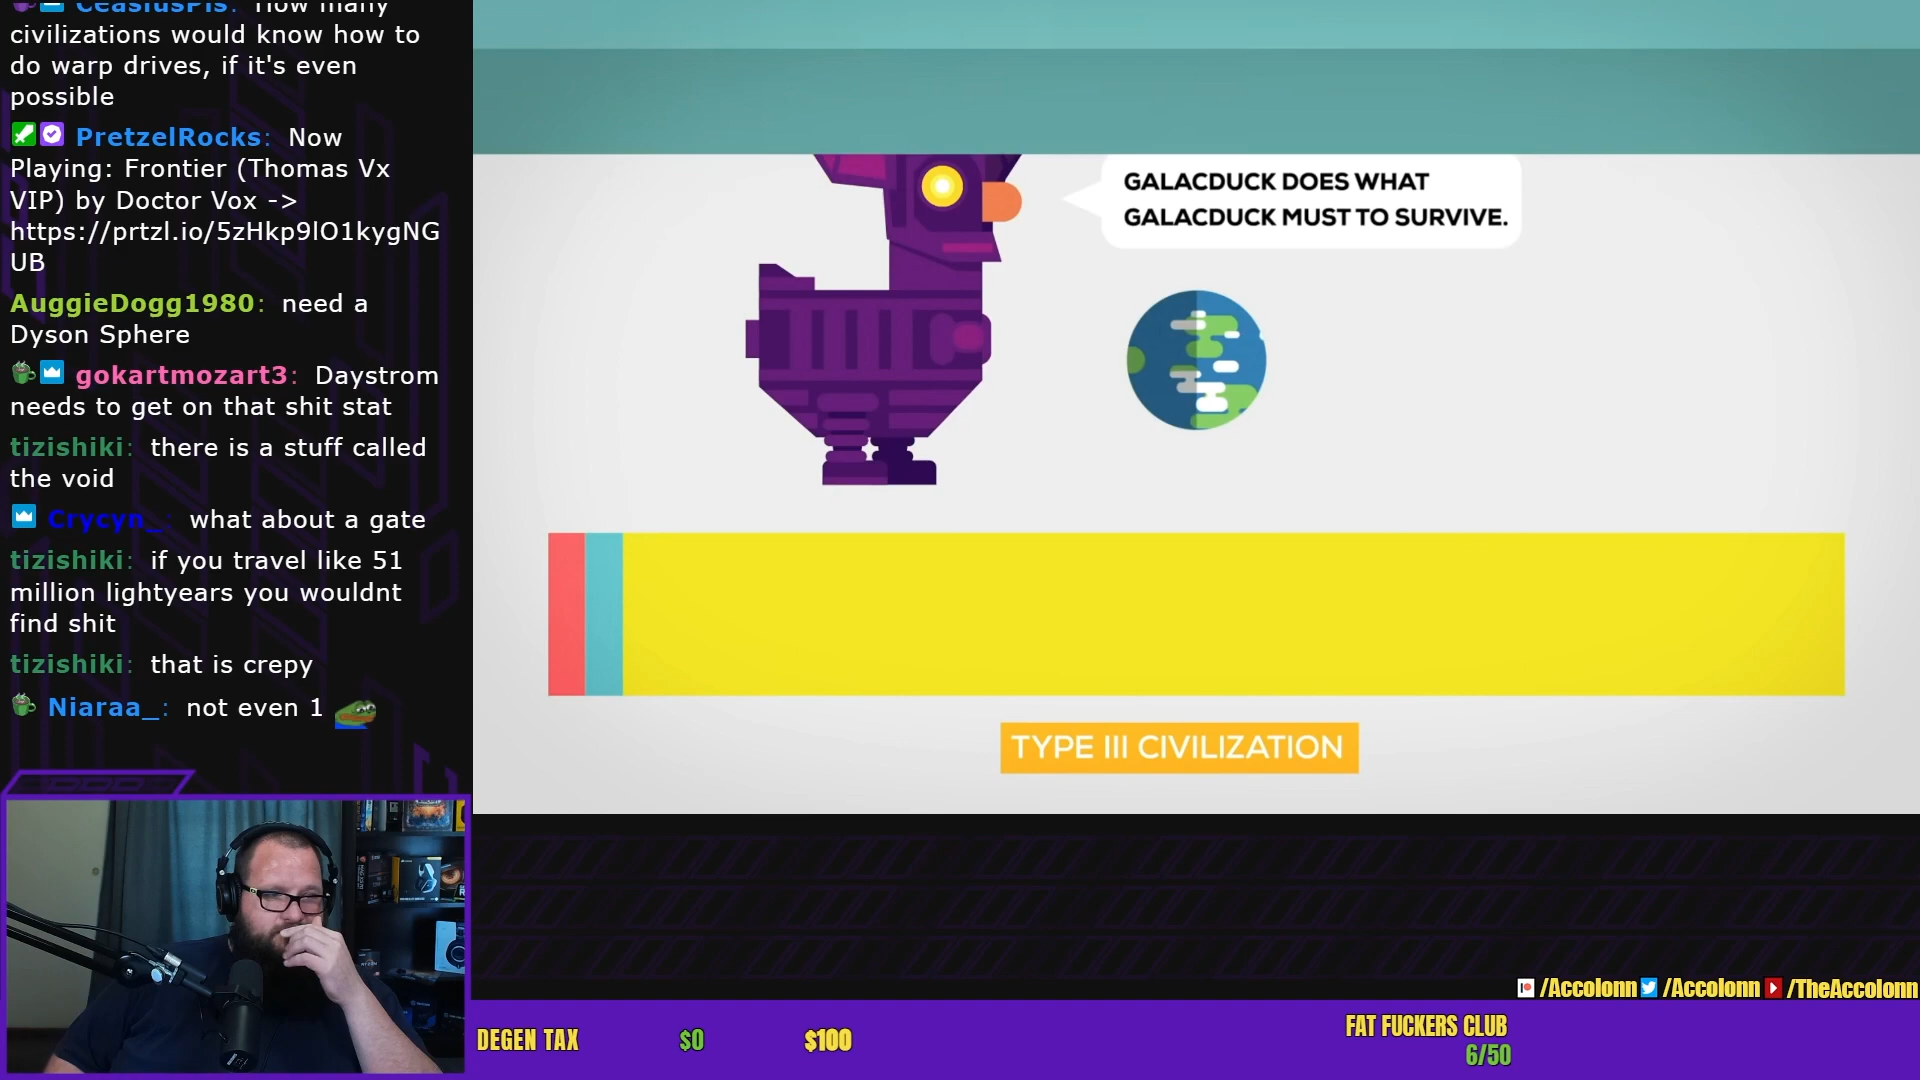 CeasiusPls: How many
civilizations would know how to
do warp drives, if it's even
possible
PretzelRocks: Now
Playing: Frontier (Thomas Vx
VIP) by Doctor Vox ->
https://prtzl.io/5zHkp9lO1kygNG
UB
AuggieDogg1980: need a
Dyson Sphere
gokartmozart3: Daystrom
needs to get on that shit stat
tizishiki: there is a stuff called
the void
Crycyn_: what about a gate
tizishiki: if you travel like 51
million lightyears you wouldnt
find shit
tizishiki: that is crepy
Niaraa_: not even 1
GALACDUCK DOES WHAT
GALACDUCK MUST TO SURVIVE.
TYPE III CIVILIZATION
/Accolonn /Accolonn /TheAccolonn
DEGEN TAX $0 $100
FAT FUCKERS CLUB
6/50